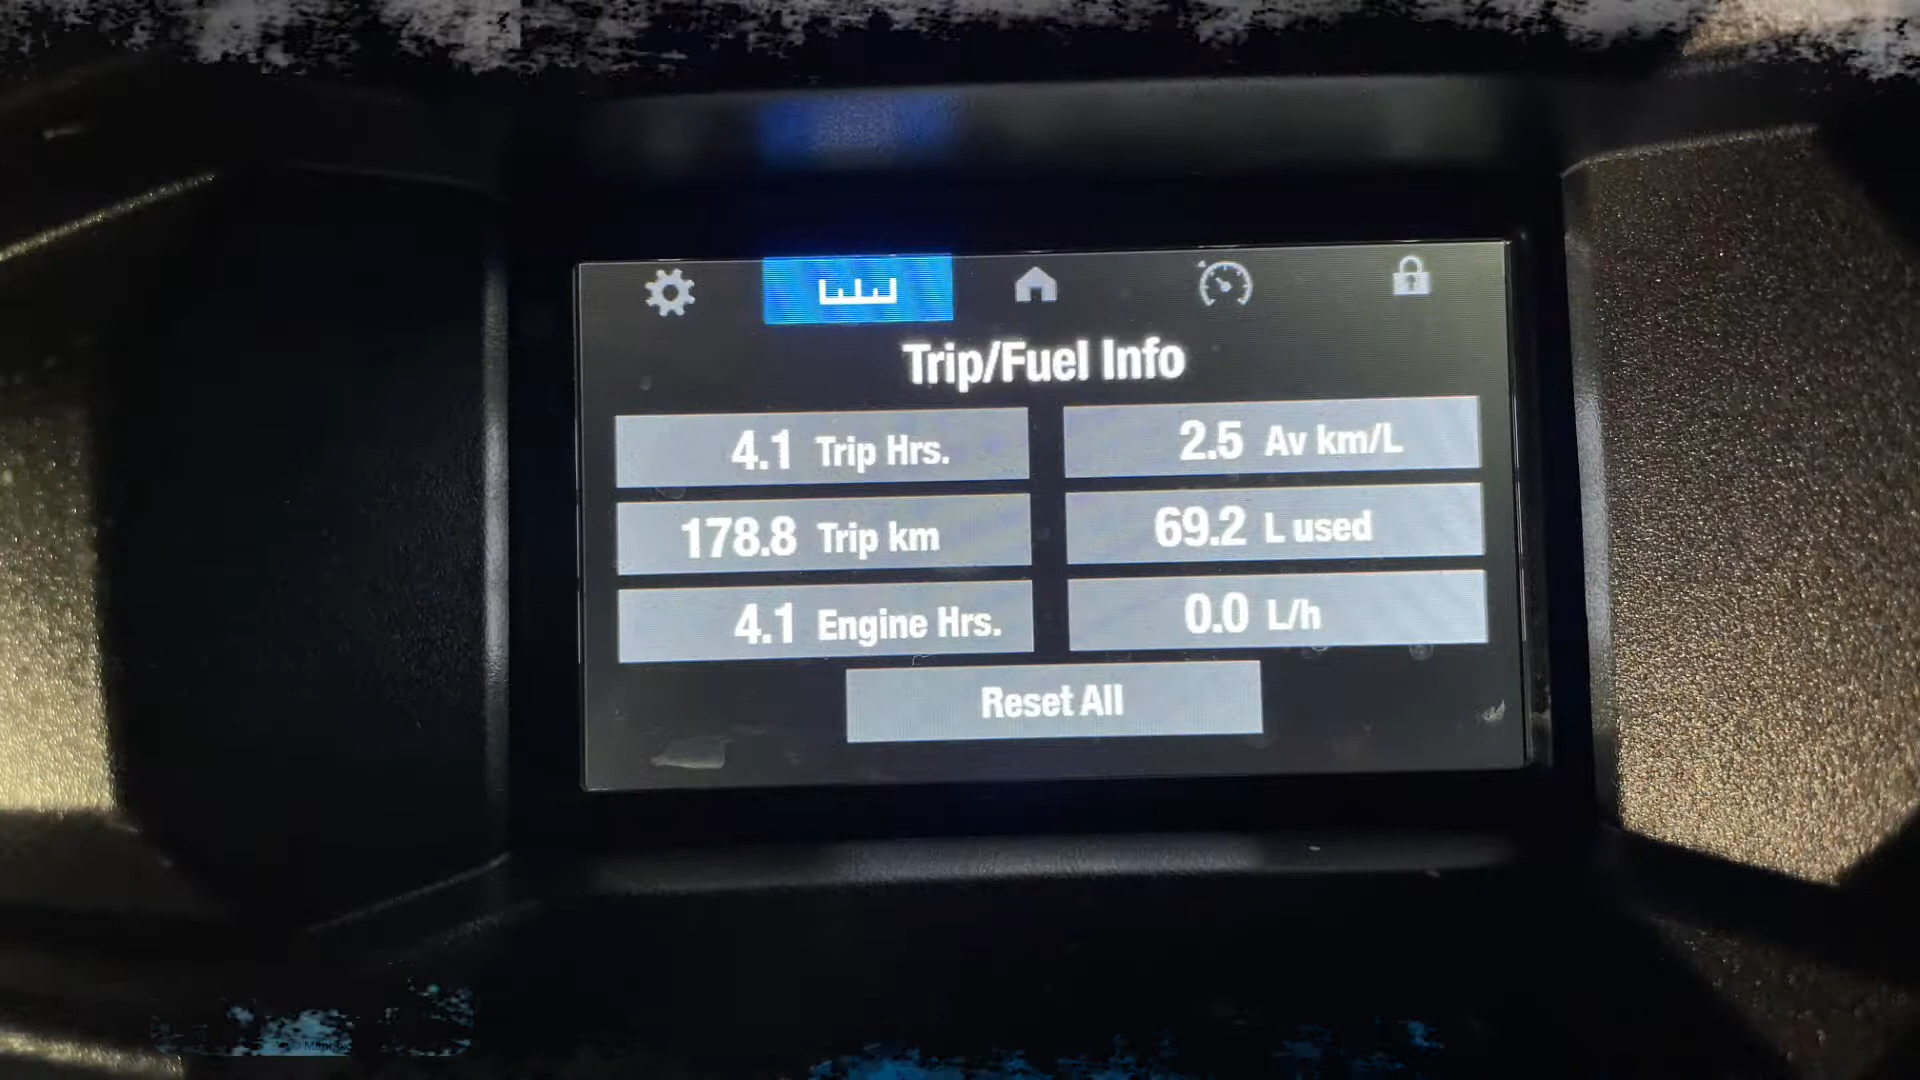 Trip/Fuel Info
4.1 Trip Hrs.
2.5 Av km/L
178.8 Trip km
69.2 L used
4.1 Engine Hrs.
0.0 L/h
Reset All